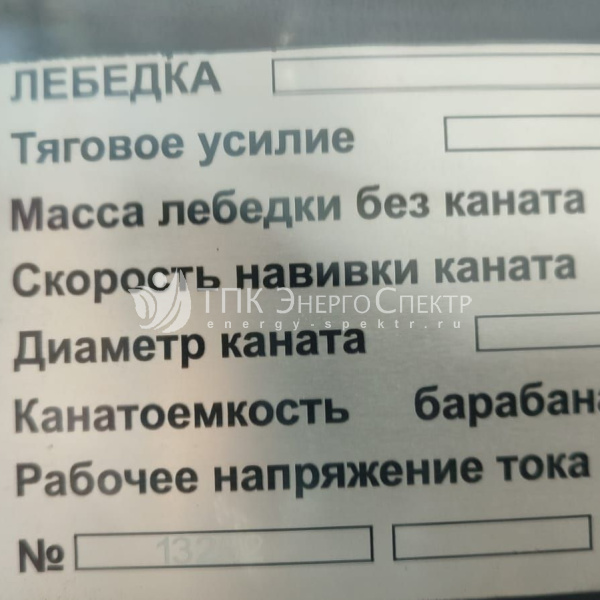 ЛЕБЕДКА
Тяговое усилие
Масса лебедки без каната
Скорость навивки каната
ТПК ЭнергоСпектр
energy-spektr.ru
Диаметр каната
Канатоемкость барабана
Рабочее напряжение тока
№